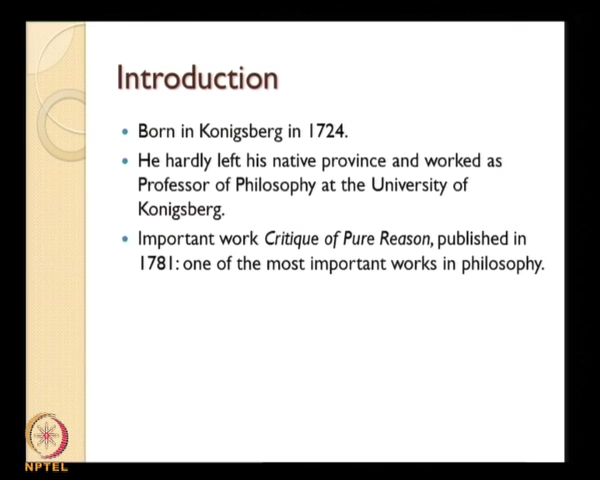 Introduction
• Born in Konigsberg in 1724.
• He hardly left his native province and worked as
Professor of Philosophy at the University of
Konigsberg.
• Important work Critique of Pure Reason, published in
1781: one of the most important works in philosophy.
NPTEL